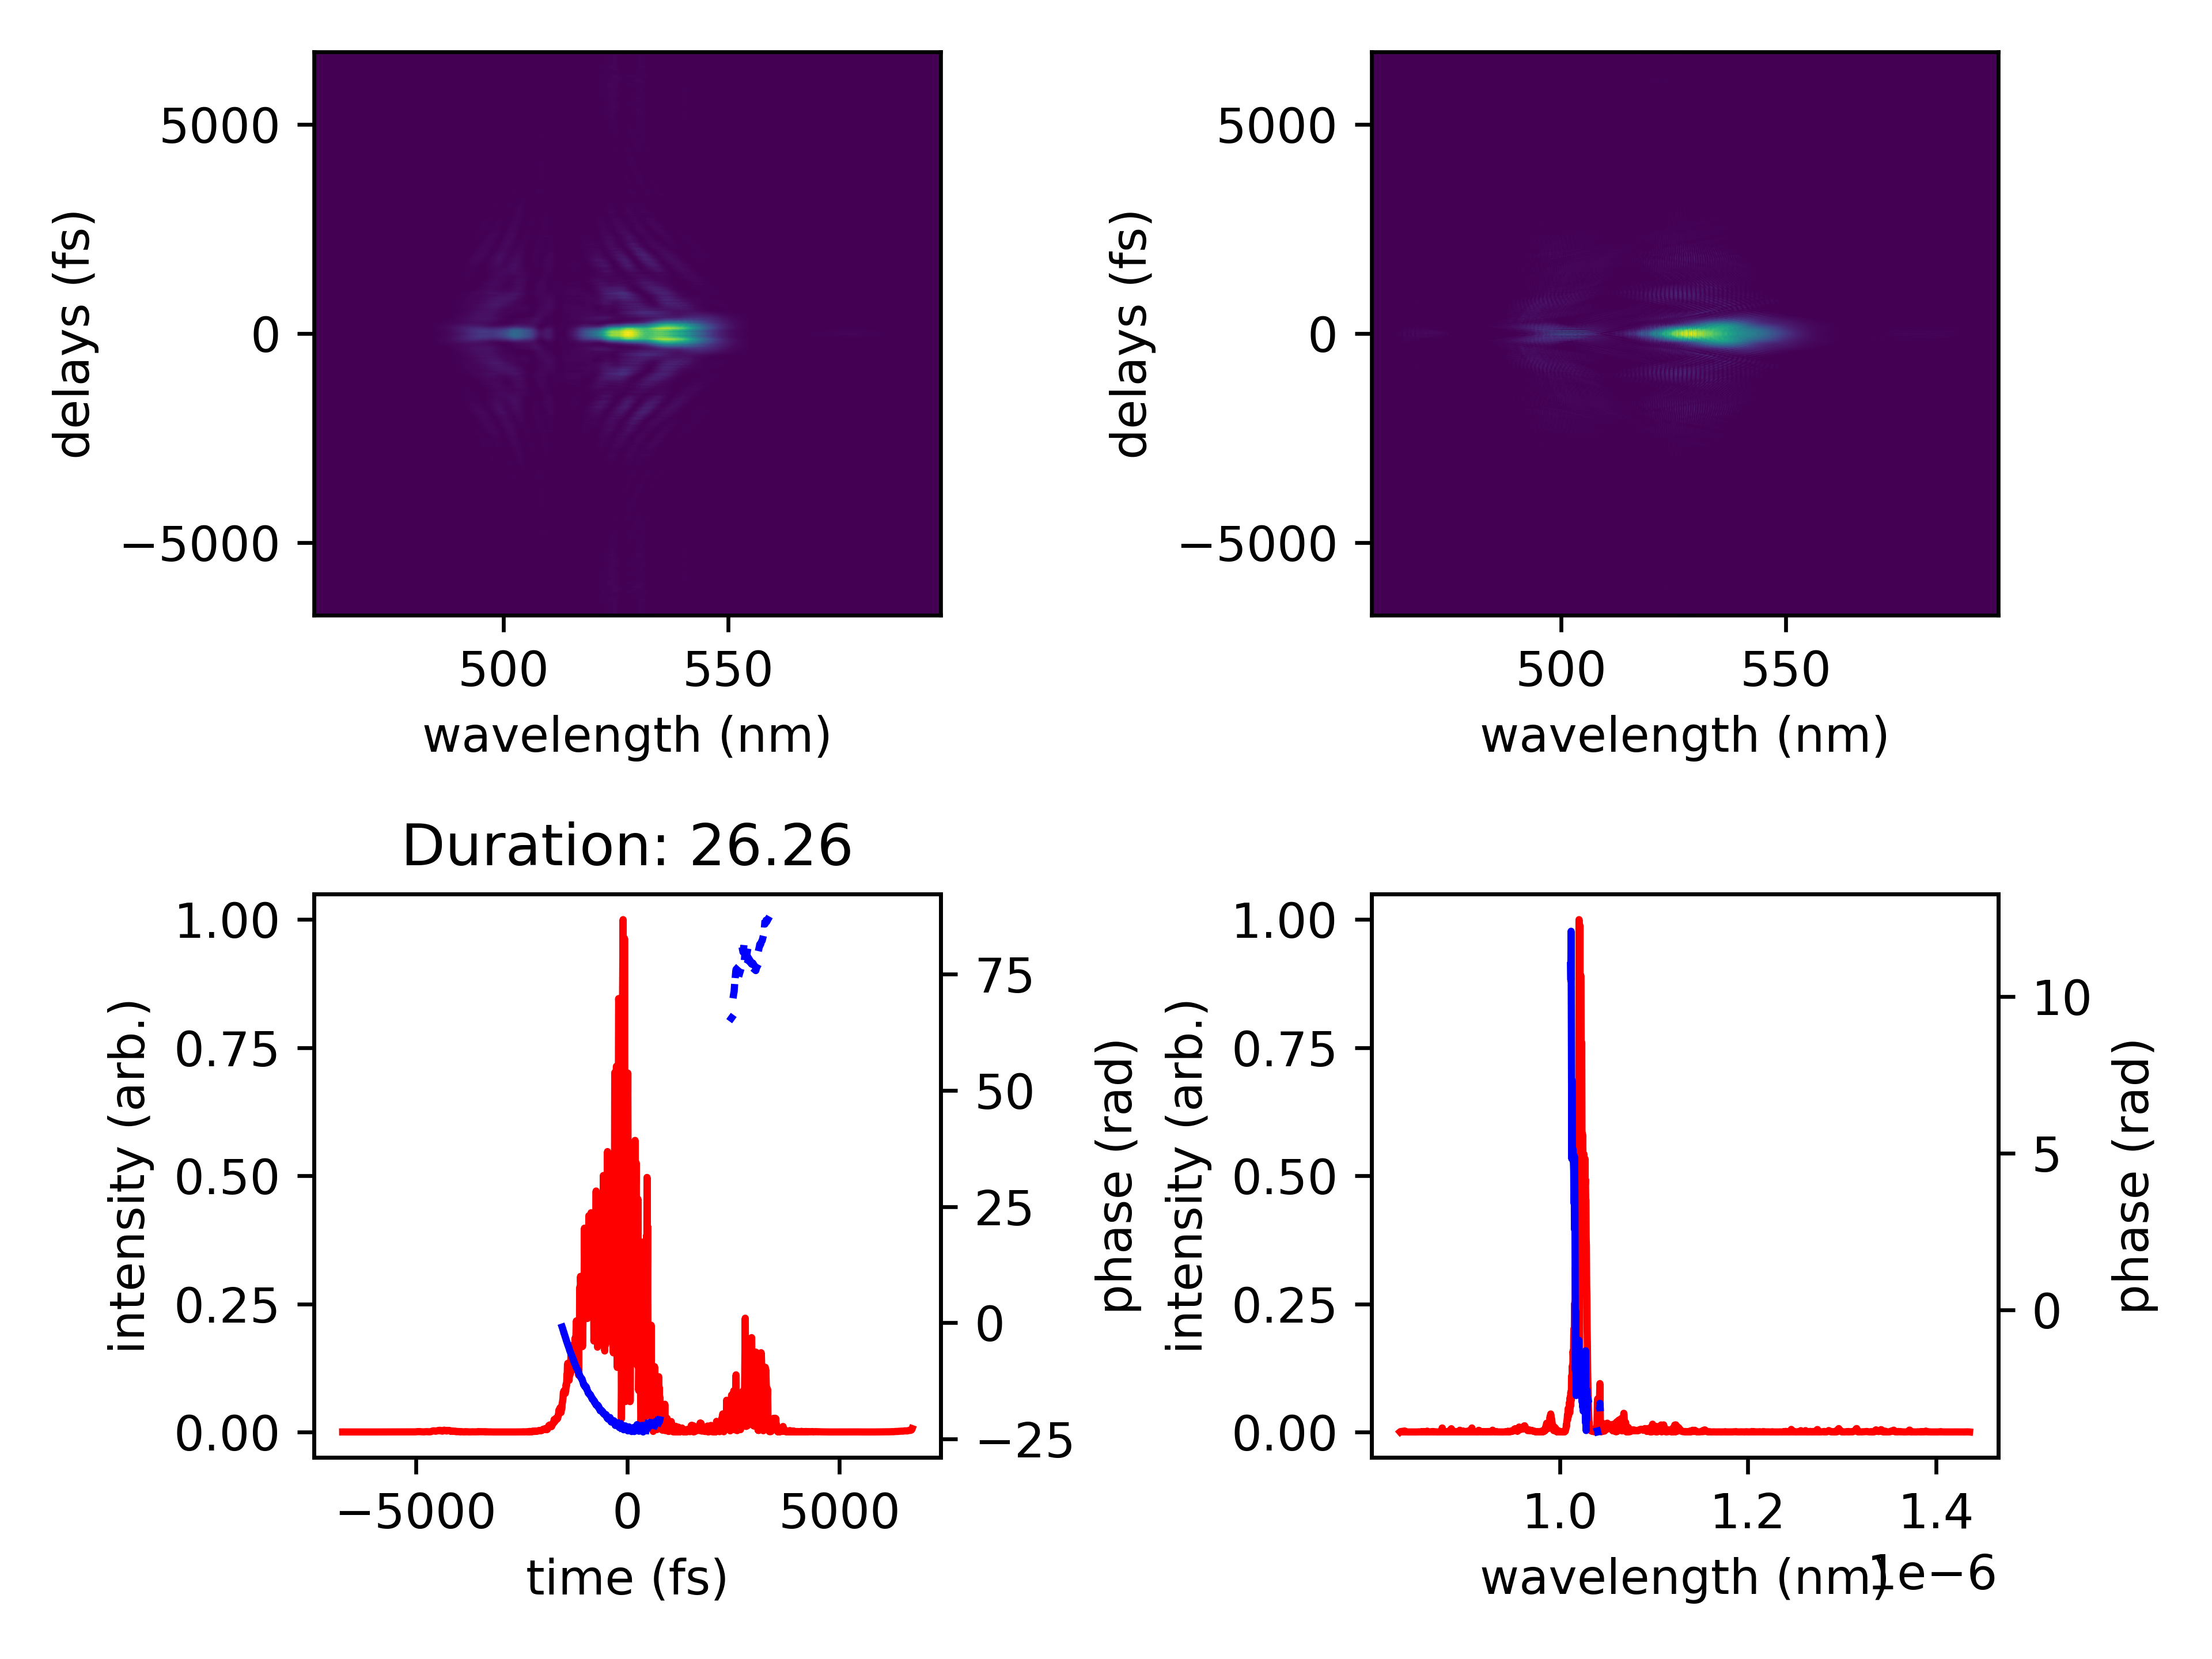 5000
0
−5000
delays (fs)
500
550
wavelength (nm)
5000
0
−5000
delays (fs)
500
550
wavelength (nm)
Duration: 26.26
1.00
0.75
0.50
0.25
0.00
intensity (arb.)
75
50
25
0
−25
phase (rad)
−5000
0
5000
time (fs)
1.00
0.75
0.50
0.25
0.00
intensity (arb.)
10
5
0
phase (rad)
1.0
1.2
1.4
wavelength (nm)
1e−6